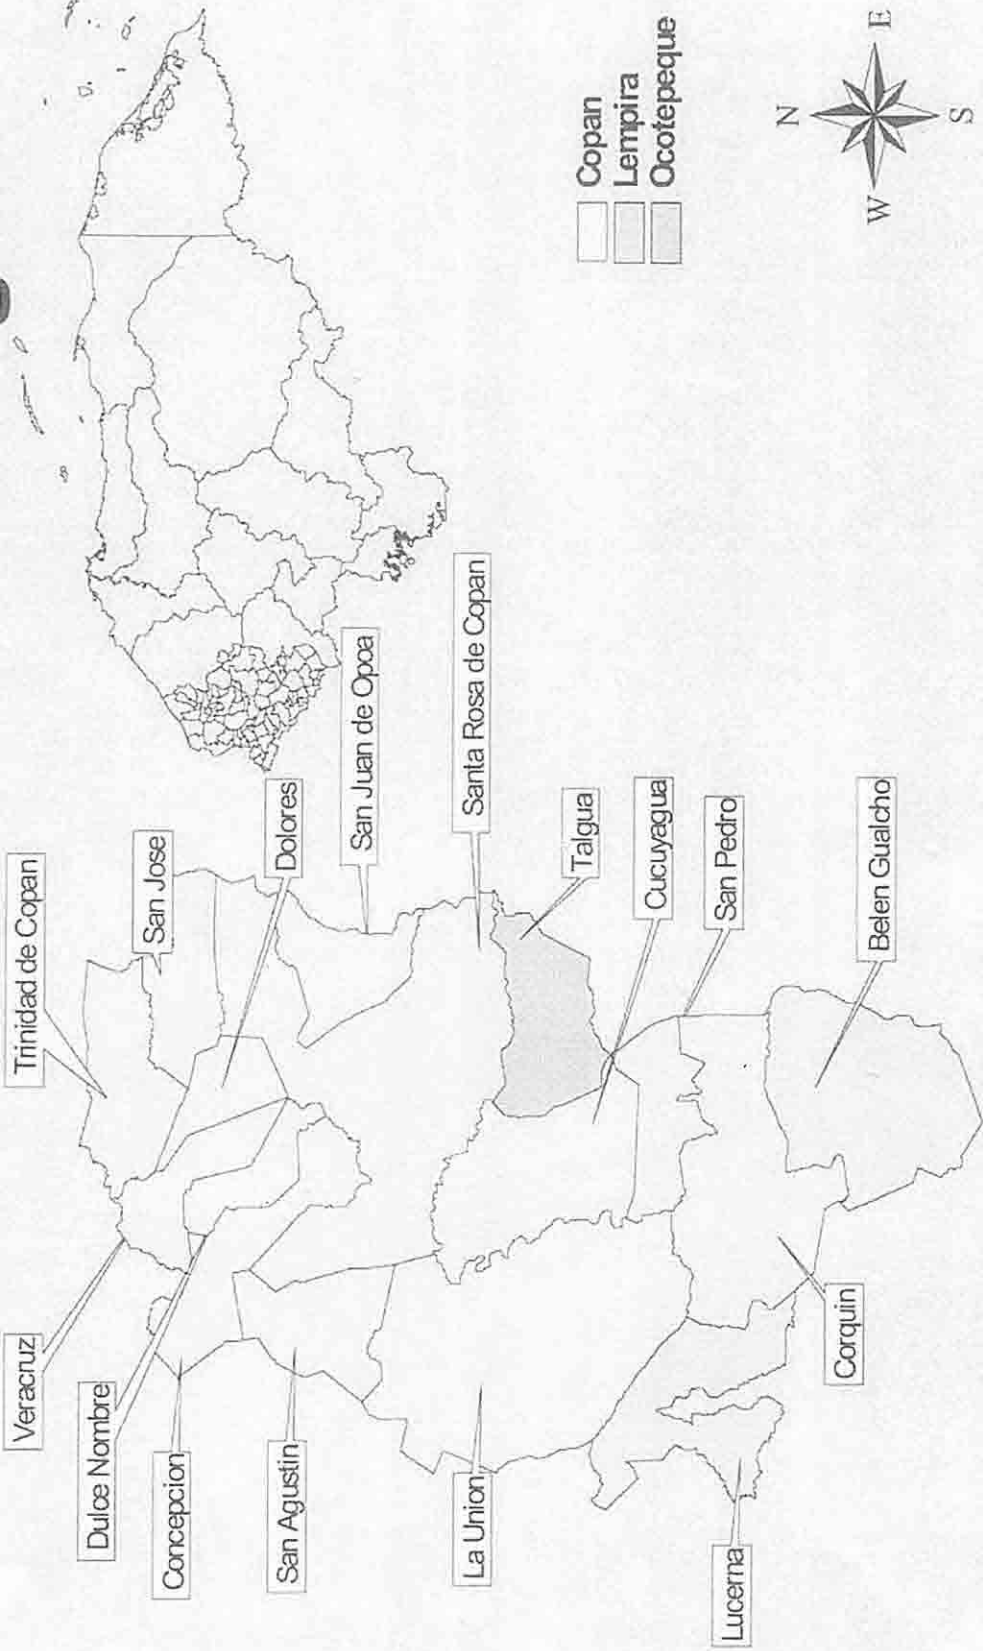 Trinidad de Copan
Veracruz
San Jose
Dulce Nombre
Dolores
Concepcion
San Agustin
San Juan de Opoa
La Union
Santa Rosa de Copan
Talgua
Cucuyagua
San Pedro
Lucerna
Corquin
Belen Gualcho
Copan
Lempira
Ocotepeque
N
W
E
S